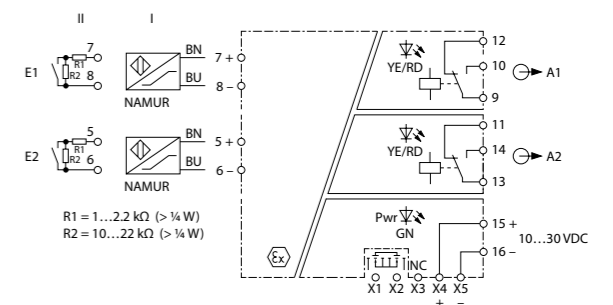 II I
E1 7 R1 R2 8
BN 7 +
BU 8 –
NAMUR
E2 5 R1 R2 6
BN 5 +
BU 6 –
NAMUR
R1 = 1…2.2 kΩ (> ¼ W)
R2 = 10…22 kΩ (> ¼ W)
Ex
YE/RD 12
10 A1
9
YE/RD 11
14 A2
13
Pwr GN
15 +
10…30 VDC
16 –
NC
X1 X2 X3 X4 X5
+ –